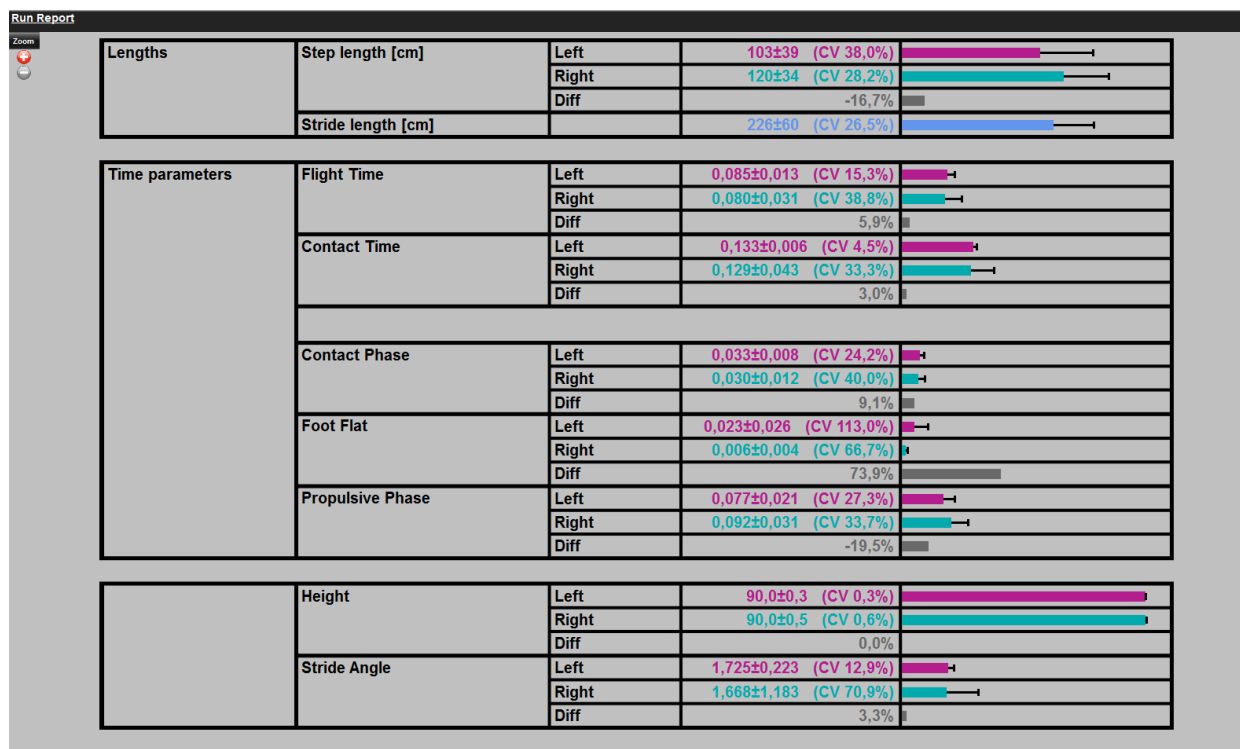 Run Report
Zoom
Lengths Step length [cm] Left 103±39 (CV 38,0%)
Right 120±34 (CV 28,2%)
Diff -16,7%
Stride length [cm] 226±60 (CV 26,5%)
Time parameters Flight Time Left 0,085±0,013 (CV 15,3%)
Right 0,080±0,031 (CV 38,8%)
Diff 5,9%
Contact Time Left 0,133±0,006 (CV 4,5%)
Right 0,129±0,043 (CV 33,3%)
Diff 3,0%
Contact Phase Left 0,033±0,008 (CV 24,2%)
Right 0,030±0,012 (CV 40,0%)
Diff 9,1%
Foot Flat Left 0,023±0,026 (CV 113,0%)
Right 0,006±0,004 (CV 66,7%)
Diff 73,9%
Propulsive Phase Left 0,077±0,021 (CV 27,3%)
Right 0,092±0,031 (CV 33,7%)
Diff -19,5%
Height Left 90,0±0,3 (CV 0,3%)
Right 90,0±0,5 (CV 0,6%)
Diff 0,0%
Stride Angle Left 1,725±0,223 (CV 12,9%)
Right 1,668±1,183 (CV 70,9%)
Diff 3,3%